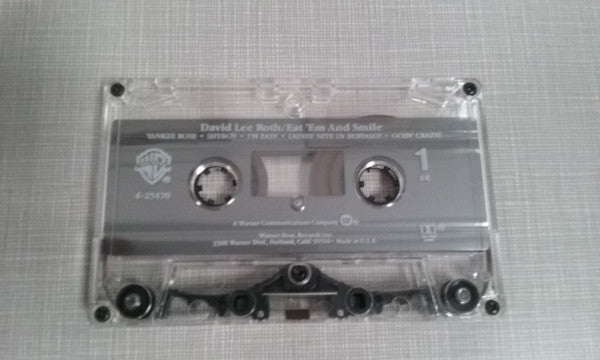 David Lee Roth/Eat 'Em And Smile
YANKEE ROSE • SHYBOY • I'M EASY • LADIES' NITE IN BUFFALO? • GOIN' CRAZY!
1
4-25470
A Warner Communications Company
Warner Bros. Records Inc.
3300 Warner Blvd., Burbank, Calif. 91510 • Made in U.S.A.